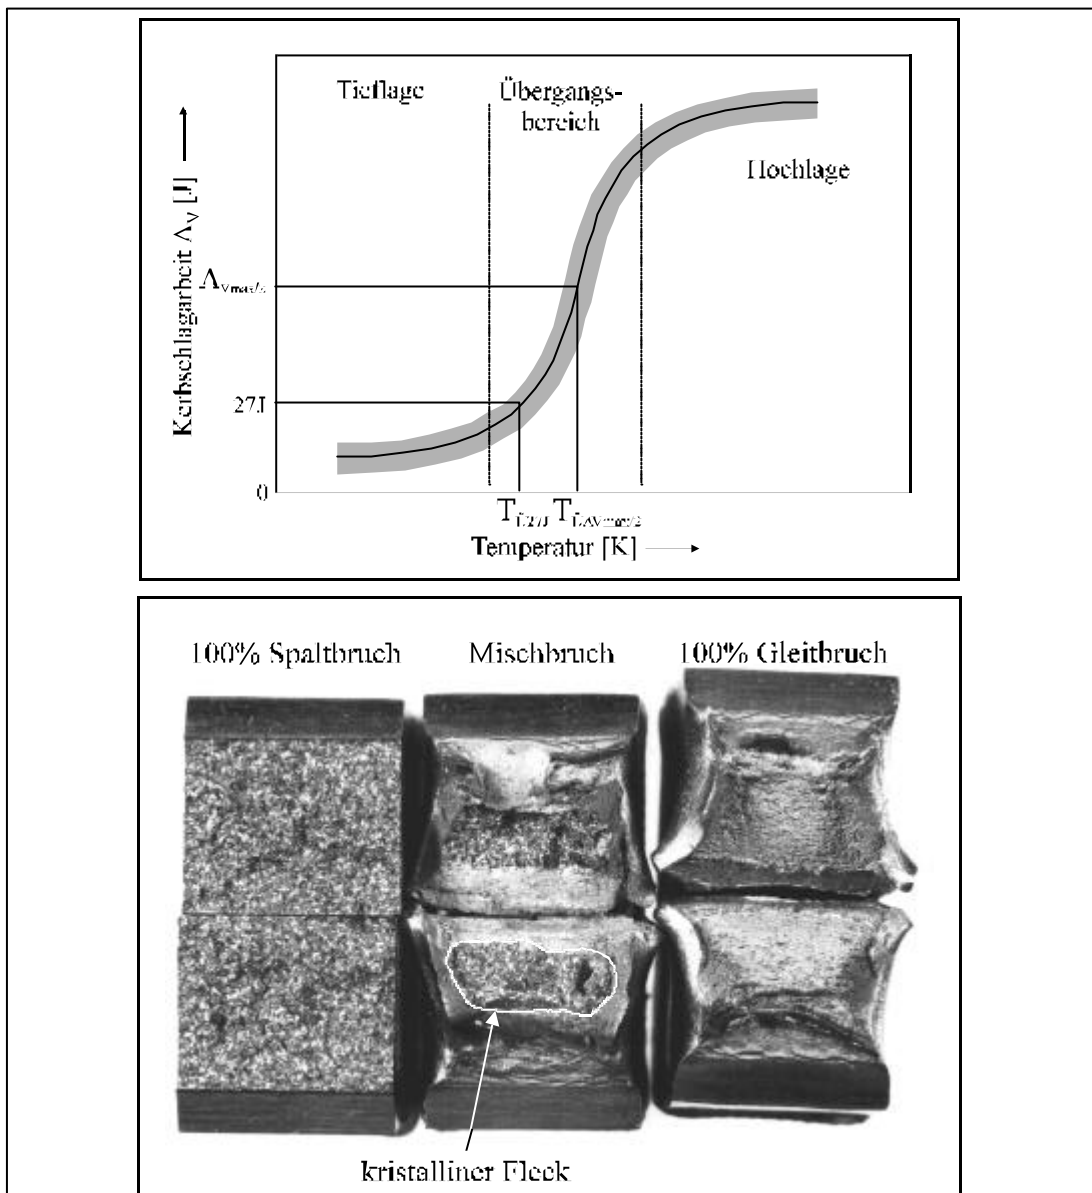 Tieflage
Übergangs-
bereich
Hochlage
Kerbschlagarbeit A_V [J]
A_Vmax/2
27J
0
T_Ü27J T_ÜAVmax/2
Temperatur [K]
100% Spaltbruch Mischbruch 100% Gleitbruch
kristalliner Fleck